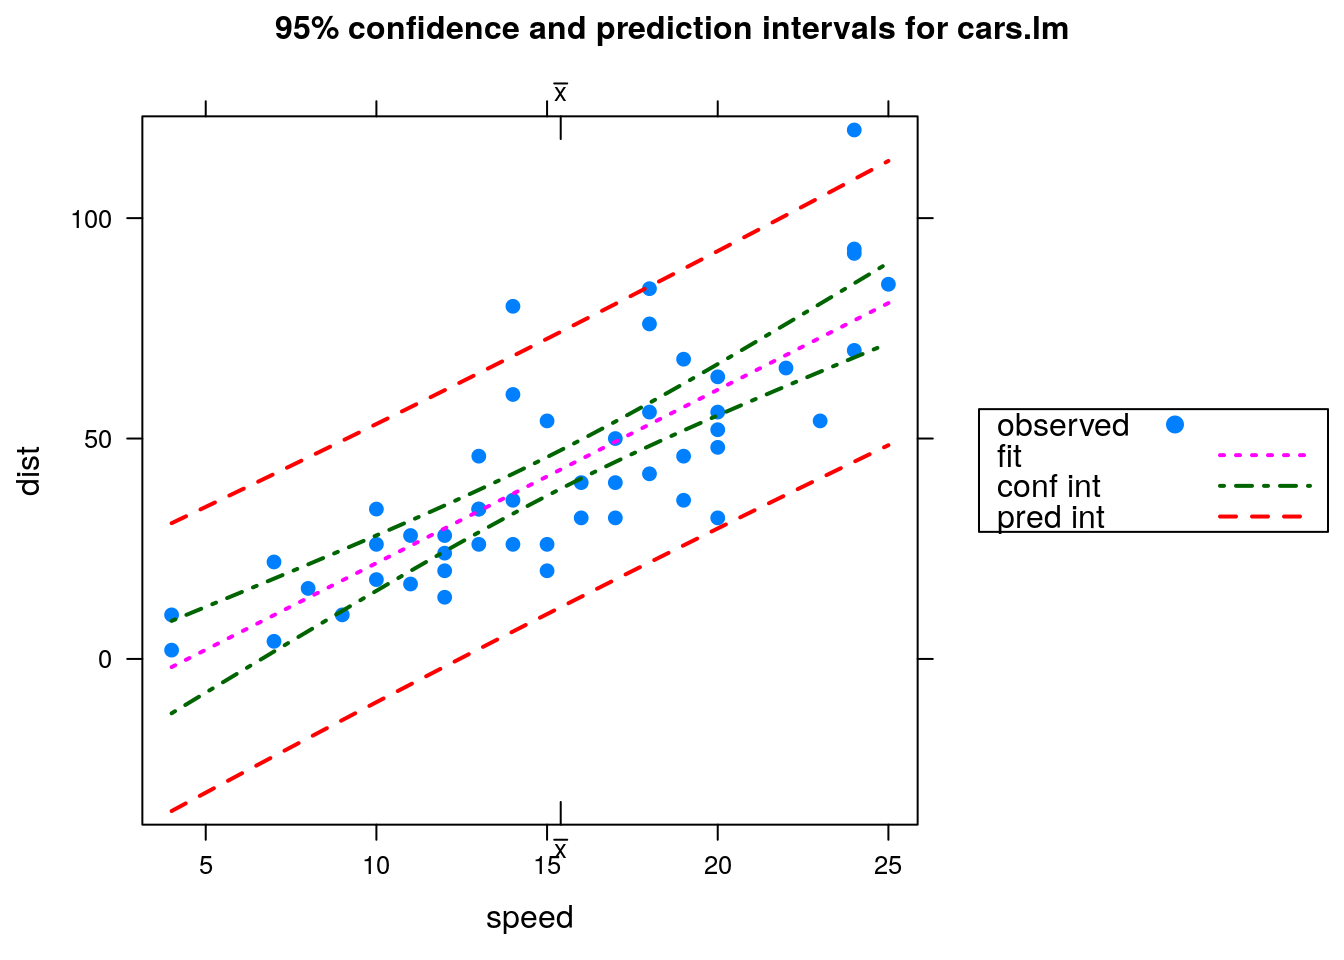 95% confidence and prediction intervals for cars.lm
x̅
100
50
0
dist
5 10 15 20 25
x̅
speed
observed
fit
conf int
pred int